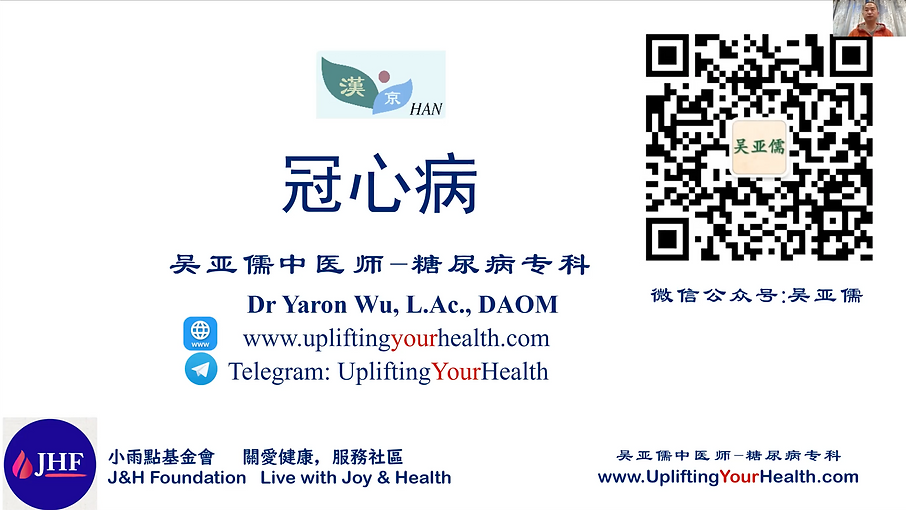 漢
京
HAN
冠心病
吴亚儒中医师-糖尿病专科
Dr Yaron Wu, L.Ac., DAOM
www
www.upliftingyourhealth.com
Telegram: UpliftingYourHealth
吴亚儒
微信公众号:吴亚儒
JHF
小雨點基金會 關愛健康，服務社區
J&H Foundation Live with Joy & Health
吴亚儒中医师-糖尿病专科
www.UpliftingYourHealth.com